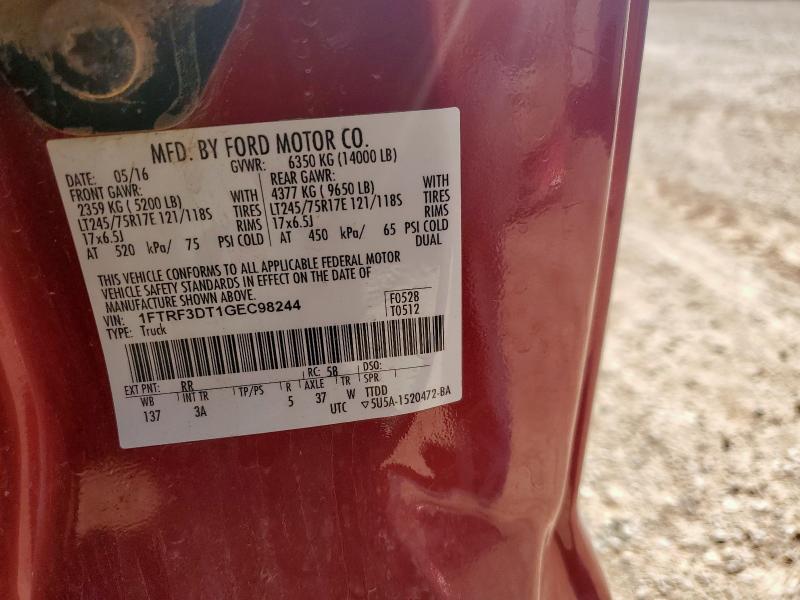 MFD. BY FORD MOTOR CO.
DATE: 05/16 GVWR: 6350 KG (14000 LB)
FRONT GAWR: REAR GAWR:
2359 KG ( 5200 LB) WITH 4377 KG ( 9650 LB) WITH
LT245/75R17E 121/118S TIRES LT245/75R17E 121/118S TIRES
17x6.5J RIMS 17x6.5J RIMS
AT 520 kPa/ 75 PSI COLD AT 450 kPa/ 65 PSI COLD
DUAL
THIS VEHICLE CONFORMS TO ALL APPLICABLE FEDERAL MOTOR
VEHICLE SAFETY STANDARDS IN EFFECT ON THE DATE OF
MANUFACTURE SHOWN ABOVE.
VIN: 1FTRF3DT1GEC98244 F0528
TYPE: Truck T0512
EXT PNT: RR RC: 58 DSO:
WB INT TR TP/PS R AXLE TR SPR
137 3A 5 37 W TTDD
UTC ▽5U5A-1520472-BA